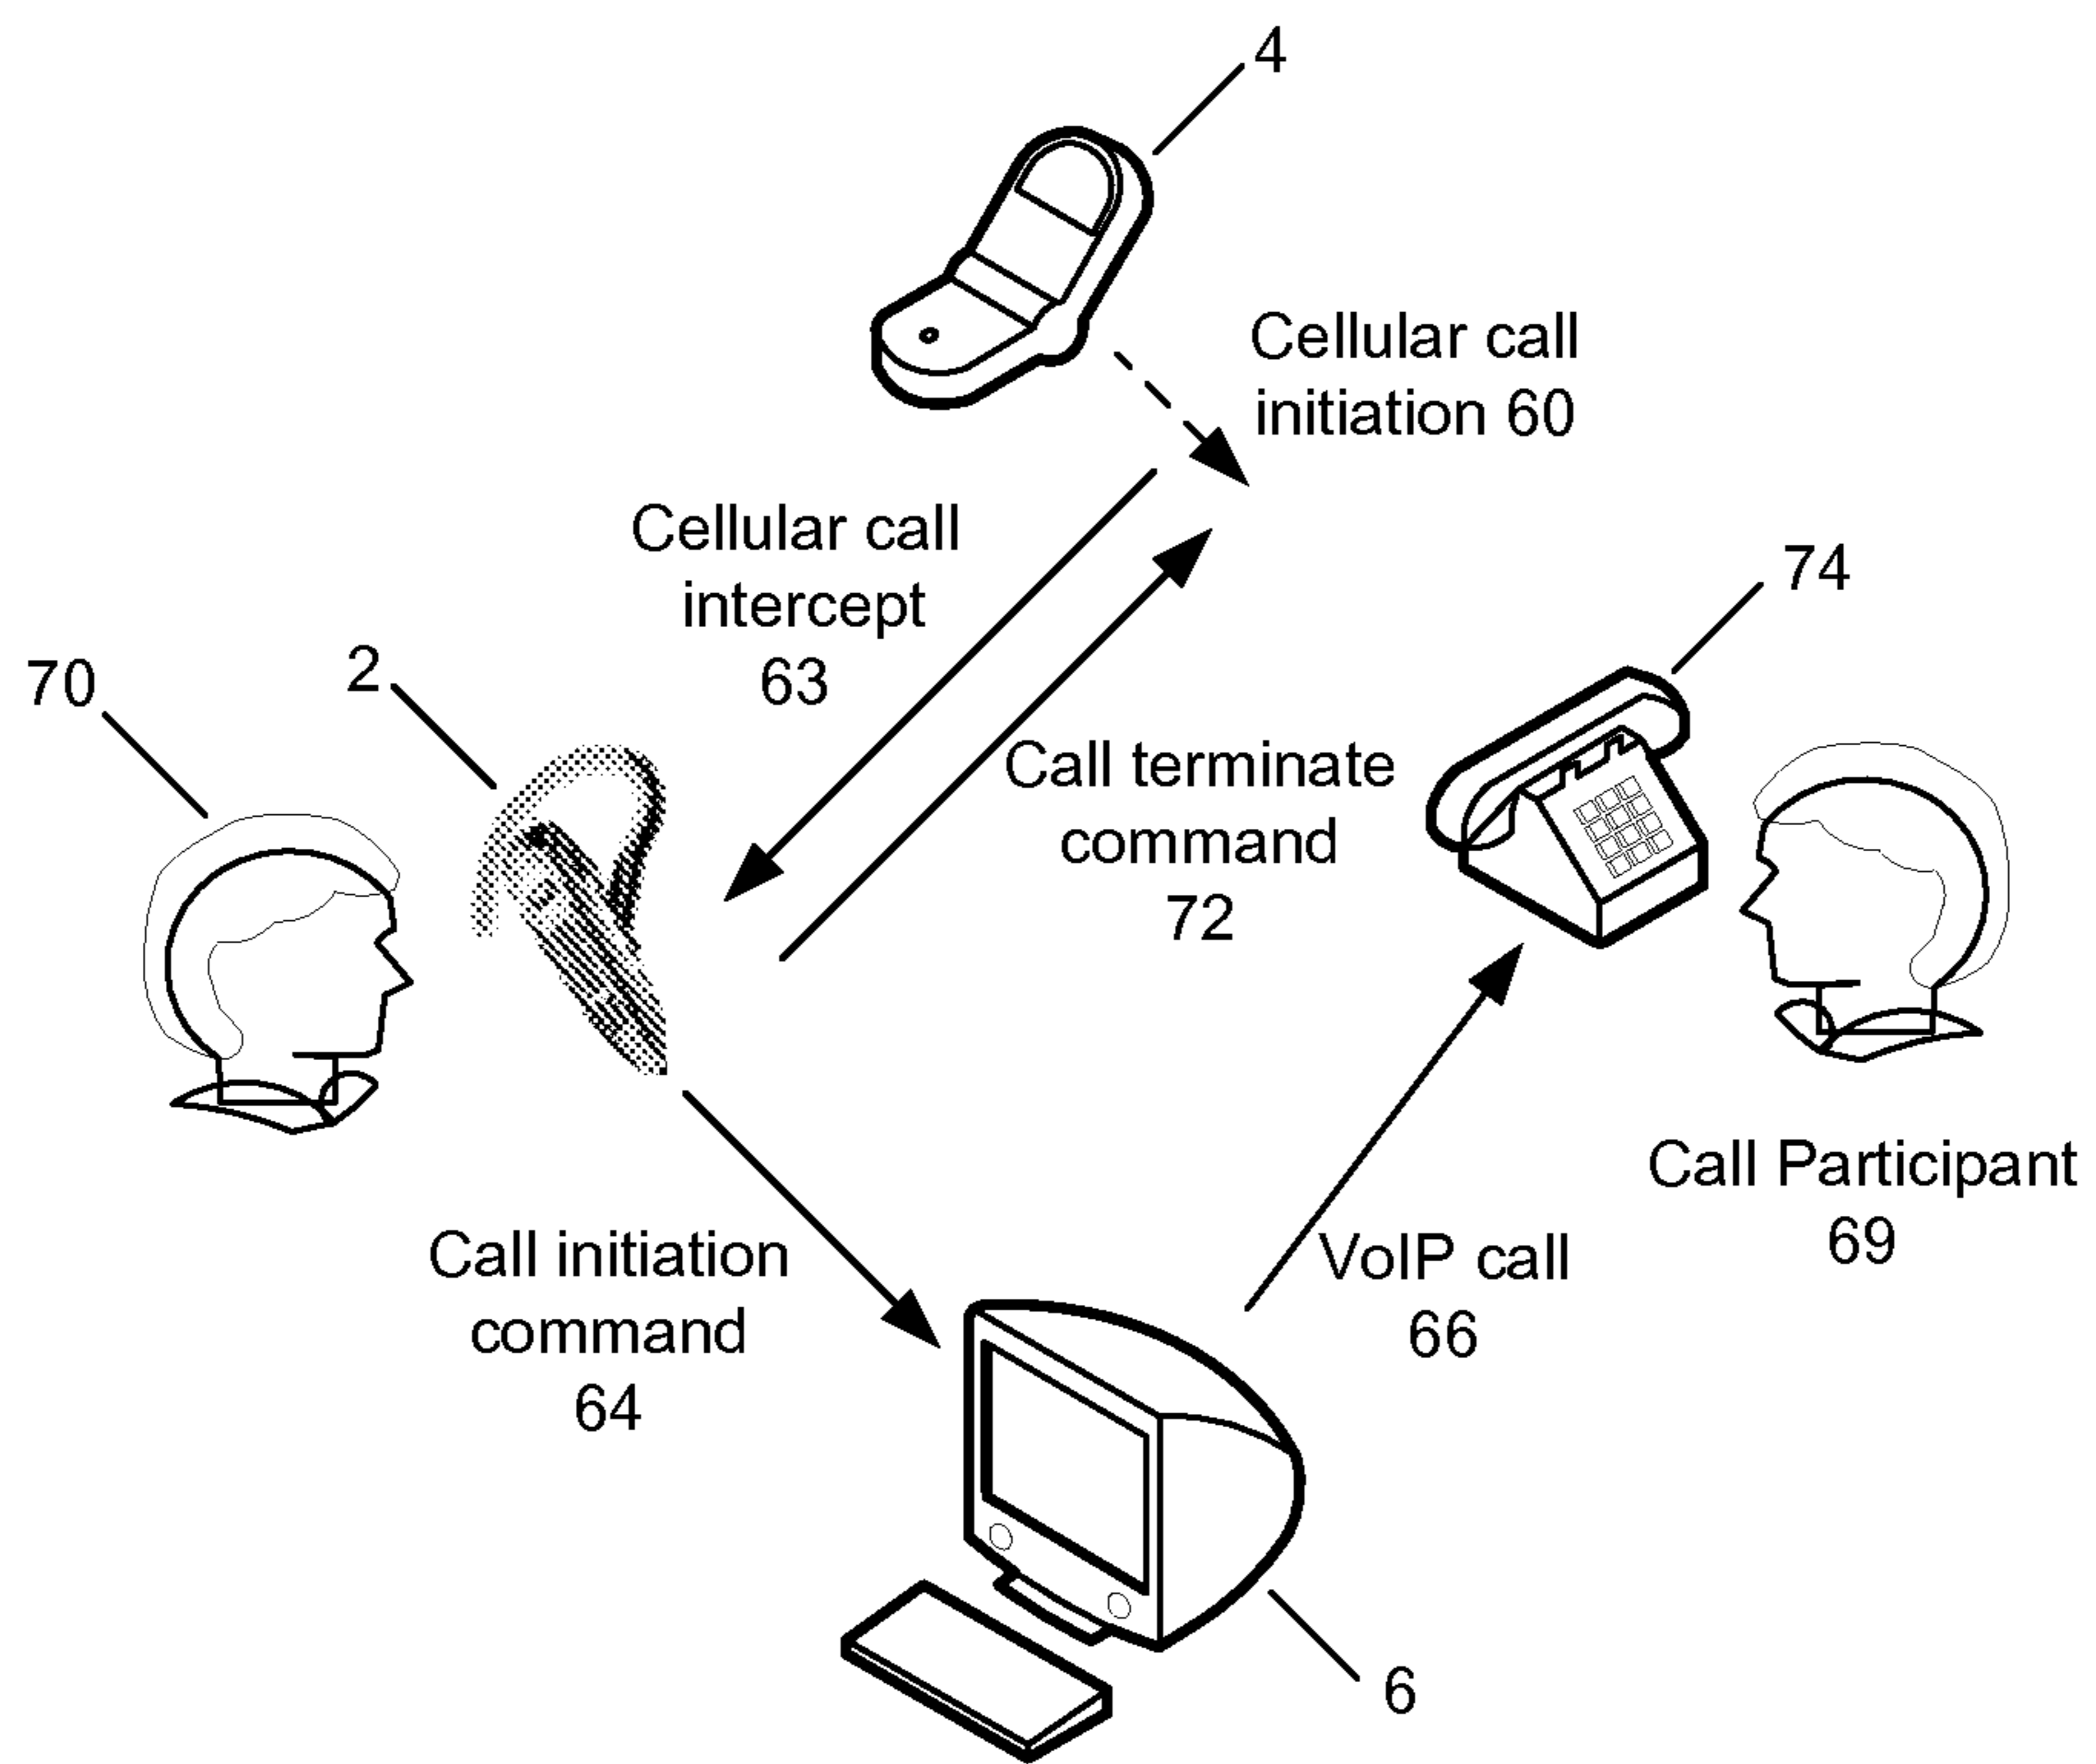 4
Cellular call
initiation 60
Cellular call
intercept
63
74
2
70
Call terminate
command
72
Call Participant
69
Call initiation
command
64
VoIP call
66
6